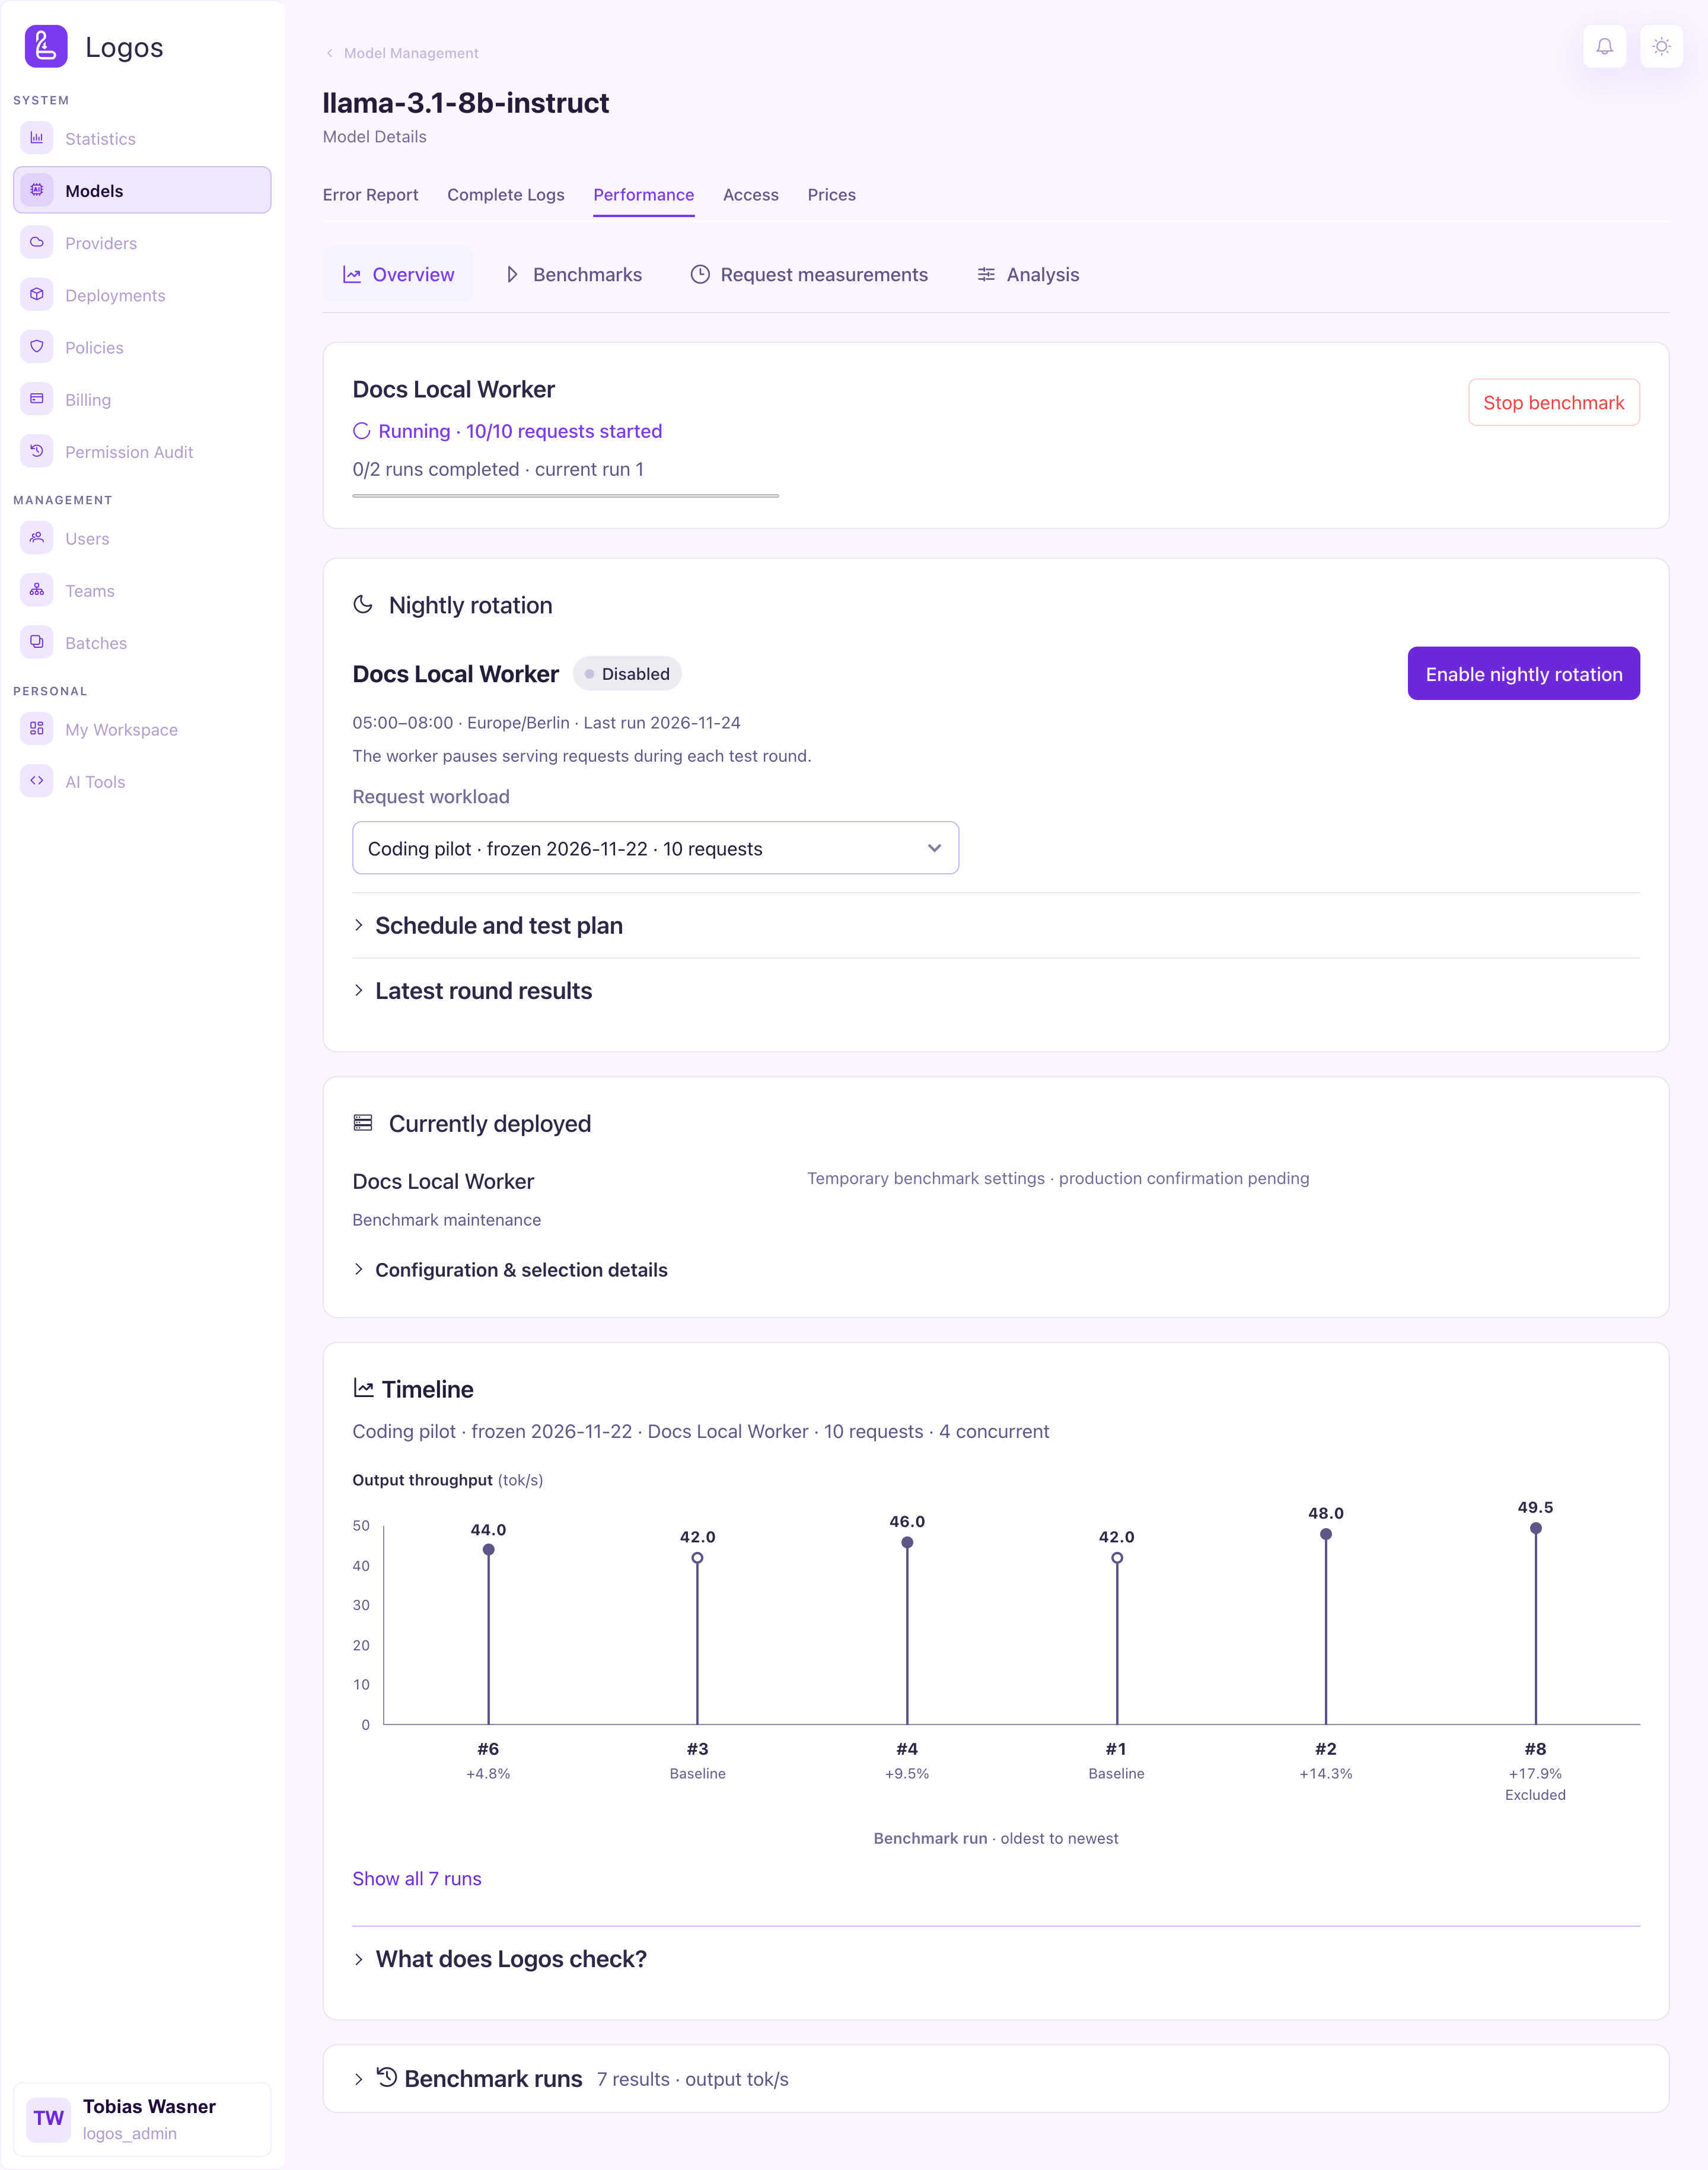 Logos
SYSTEM
Statistics
Models
Providers
Deployments
Policies
Billing
Permission Audit
MANAGEMENT
Users
Teams
Batches
PERSONAL
My Workspace
AI Tools
TW
Tobias Wasner
logos_admin
Model Management
llama-3.1-8b-instruct
Model Details
Error Report Complete Logs Performance Access Prices
Overview Benchmarks Request measurements Analysis
Docs Local Worker
Stop benchmark
Running · 10/10 requests started
0/2 runs completed · current run 1
Nightly rotation
Docs Local Worker Disabled
Enable nightly rotation
05:00–08:00 · Europe/Berlin · Last run 2026-11-24
The worker pauses serving requests during each test round.
Request workload
Coding pilot · frozen 2026-11-22 · 10 requests
Schedule and test plan
Latest round results
Currently deployed
Docs Local Worker
Temporary benchmark settings · production confirmation pending
Benchmark maintenance
Configuration & selection details
Timeline
Coding pilot · frozen 2026-11-22 · Docs Local Worker · 10 requests · 4 concurrent
Output throughput (tok/s)
50
40
30
20
10
0
44.0 42.0 46.0 42.0 48.0 49.5
#6 #3 #4 #1 #2 #8
+4.8% Baseline +9.5% Baseline +14.3% +17.9%
Excluded
Benchmark run · oldest to newest
Show all 7 runs
What does Logos check?
Benchmark runs 7 results · output tok/s